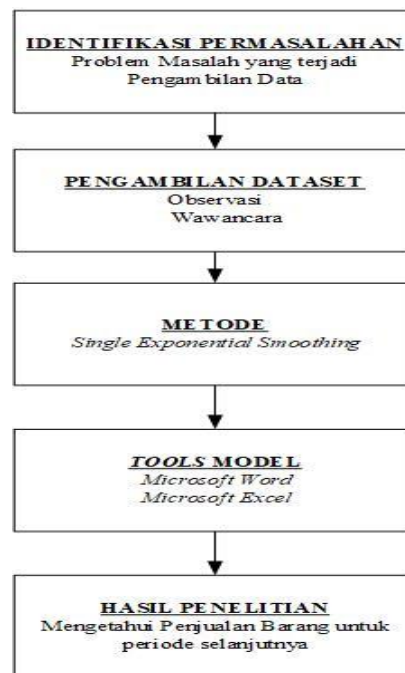 IDENTIFIKASI PERMASALAHAN
Problem Masalah yang terjadi
Pengambilan Data
PENGAMBILAN DATASET
Observasi
Wawancara
METODE
Single Exponential Smoothing
TOOLS MODEL
Microsoft Word
Microsoft Excel
HASIL PENELITIAN
Mengetahui Penjualan Barang untuk
periode selanjutnya